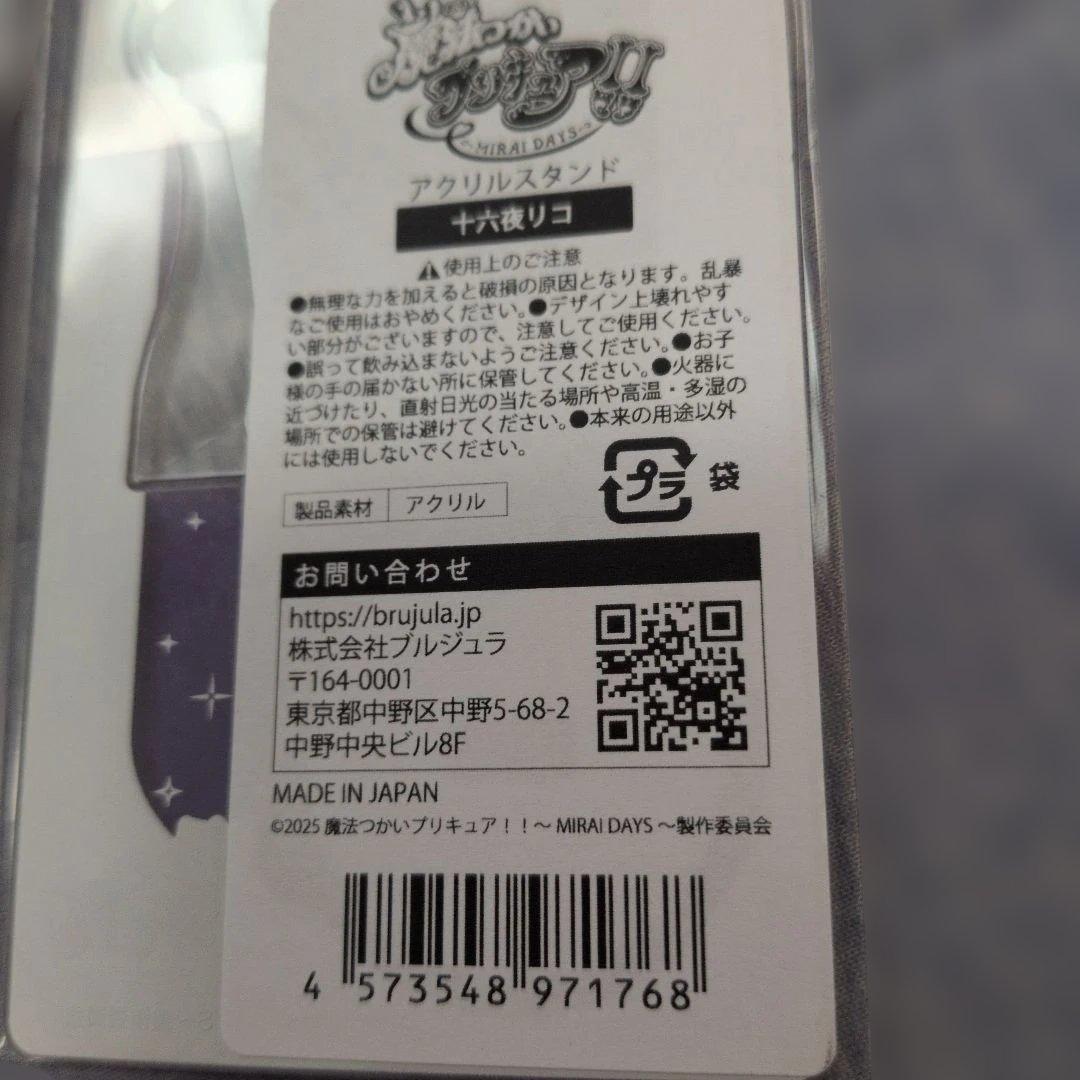 魔法つかい
プリキュア!!
~MIRAI DAYS~
アクリルスタンド
十六夜リコ
使用上のご注意
●無理な力を加えると破損の原因となります。乱暴
なご使用はおやめください。●デザイン上壊れやす
い部分がございますので、注意してご使用ください。
●誤って飲み込まないようご注意ください。●お子
様の手の届かない所に保管してください。●火器に
近づけたり、直射日光の当たる場所や高温・多湿の
場所での保管は避けてください。●本来の用途以外
には使用しないでください。
プラ 袋
製品素材 アクリル
お問い合わせ
https://brujula.jp
株式会社ブルジュラ
〒164-0001
東京都中野区中野5-68-2
中野中央ビル8F
MADE IN JAPAN
©2025 魔法つかいプリキュア！！～ MIRAI DAYS ～製作委員会
4 573548 971768